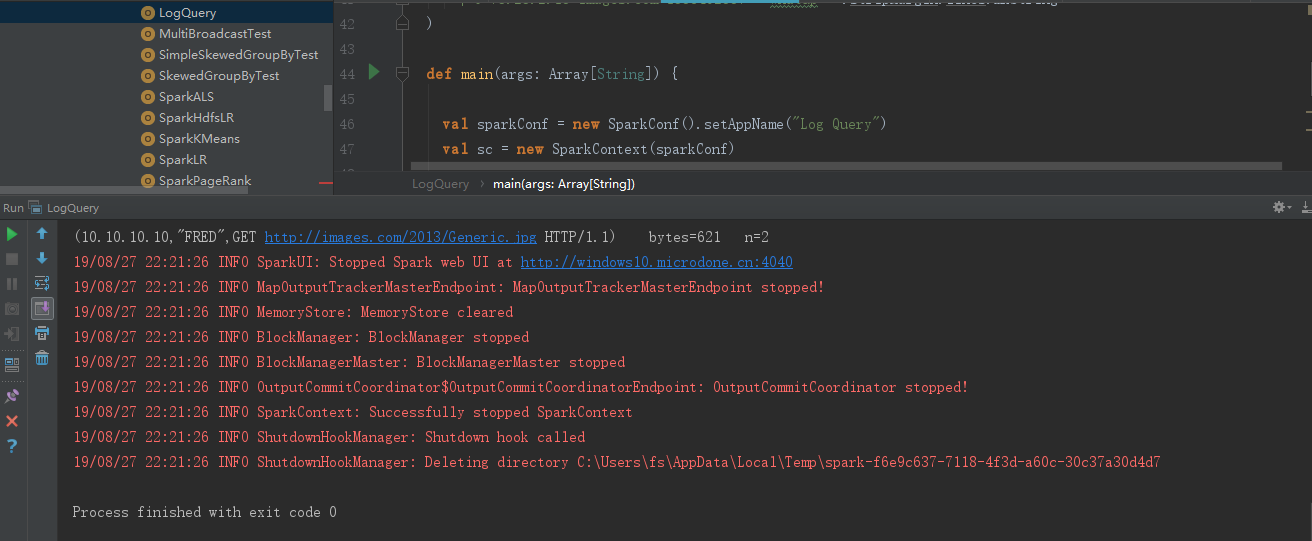 LogQuery
MultiBroadcastTest
SimpleSkewedGroupByTest
SkewedGroupByTest
SparkALS
SparkHdfsLR
SparkKMeans
SparkLR
SparkPageRank
42 )
43
44 def main(args: Array[String]) {
45
46 val sparkConf = new SparkConf().setAppName("Log Query")
47 val sc = new SparkContext(sparkConf)
LogQuery › main(args: Array[String])
Run LogQuery
(10.10.10.10,"FRED",GET http://images.com/2013/Generic.jpg HTTP/1.1) bytes=621 n=2
19/08/27 22:21:26 INFO SparkUI: Stopped Spark web UI at http://windows10.microdone.cn:4040
19/08/27 22:21:26 INFO MapOutputTrackerMasterEndpoint: MapOutputTrackerMasterEndpoint stopped!
19/08/27 22:21:26 INFO MemoryStore: MemoryStore cleared
19/08/27 22:21:26 INFO BlockManager: BlockManager stopped
19/08/27 22:21:26 INFO BlockManagerMaster: BlockManagerMaster stopped
19/08/27 22:21:26 INFO OutputCommitCoordinator$OutputCommitCoordinatorEndpoint: OutputCommitCoordinator stopped!
19/08/27 22:21:26 INFO SparkContext: Successfully stopped SparkContext
19/08/27 22:21:26 INFO ShutdownHookManager: Shutdown hook called
19/08/27 22:21:26 INFO ShutdownHookManager: Deleting directory C:\Users\fs\AppData\Local\Temp\spark-f6e9c637-7118-4f3d-a60c-30c37a30d4d7
Process finished with exit code 0